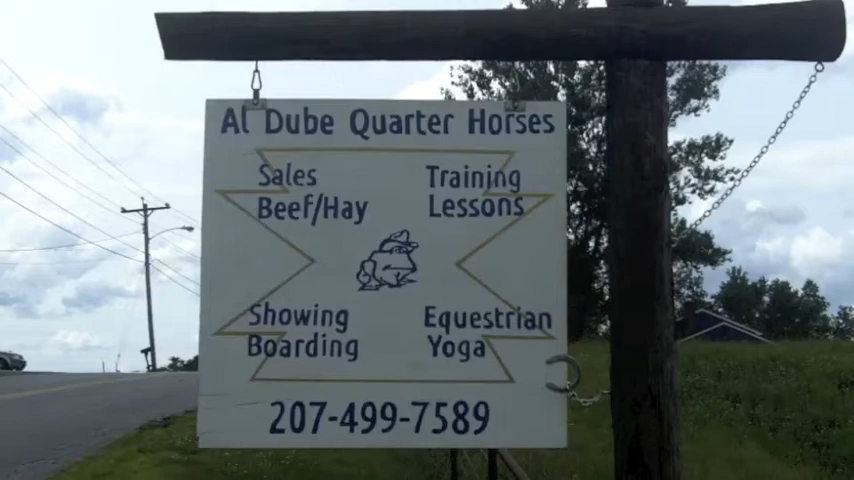 Al Dube Quarter Horses
Sales
Beef/Hay
Training
Lessons
Showing
Boarding
Equestrian
Yoga
207-499-7589